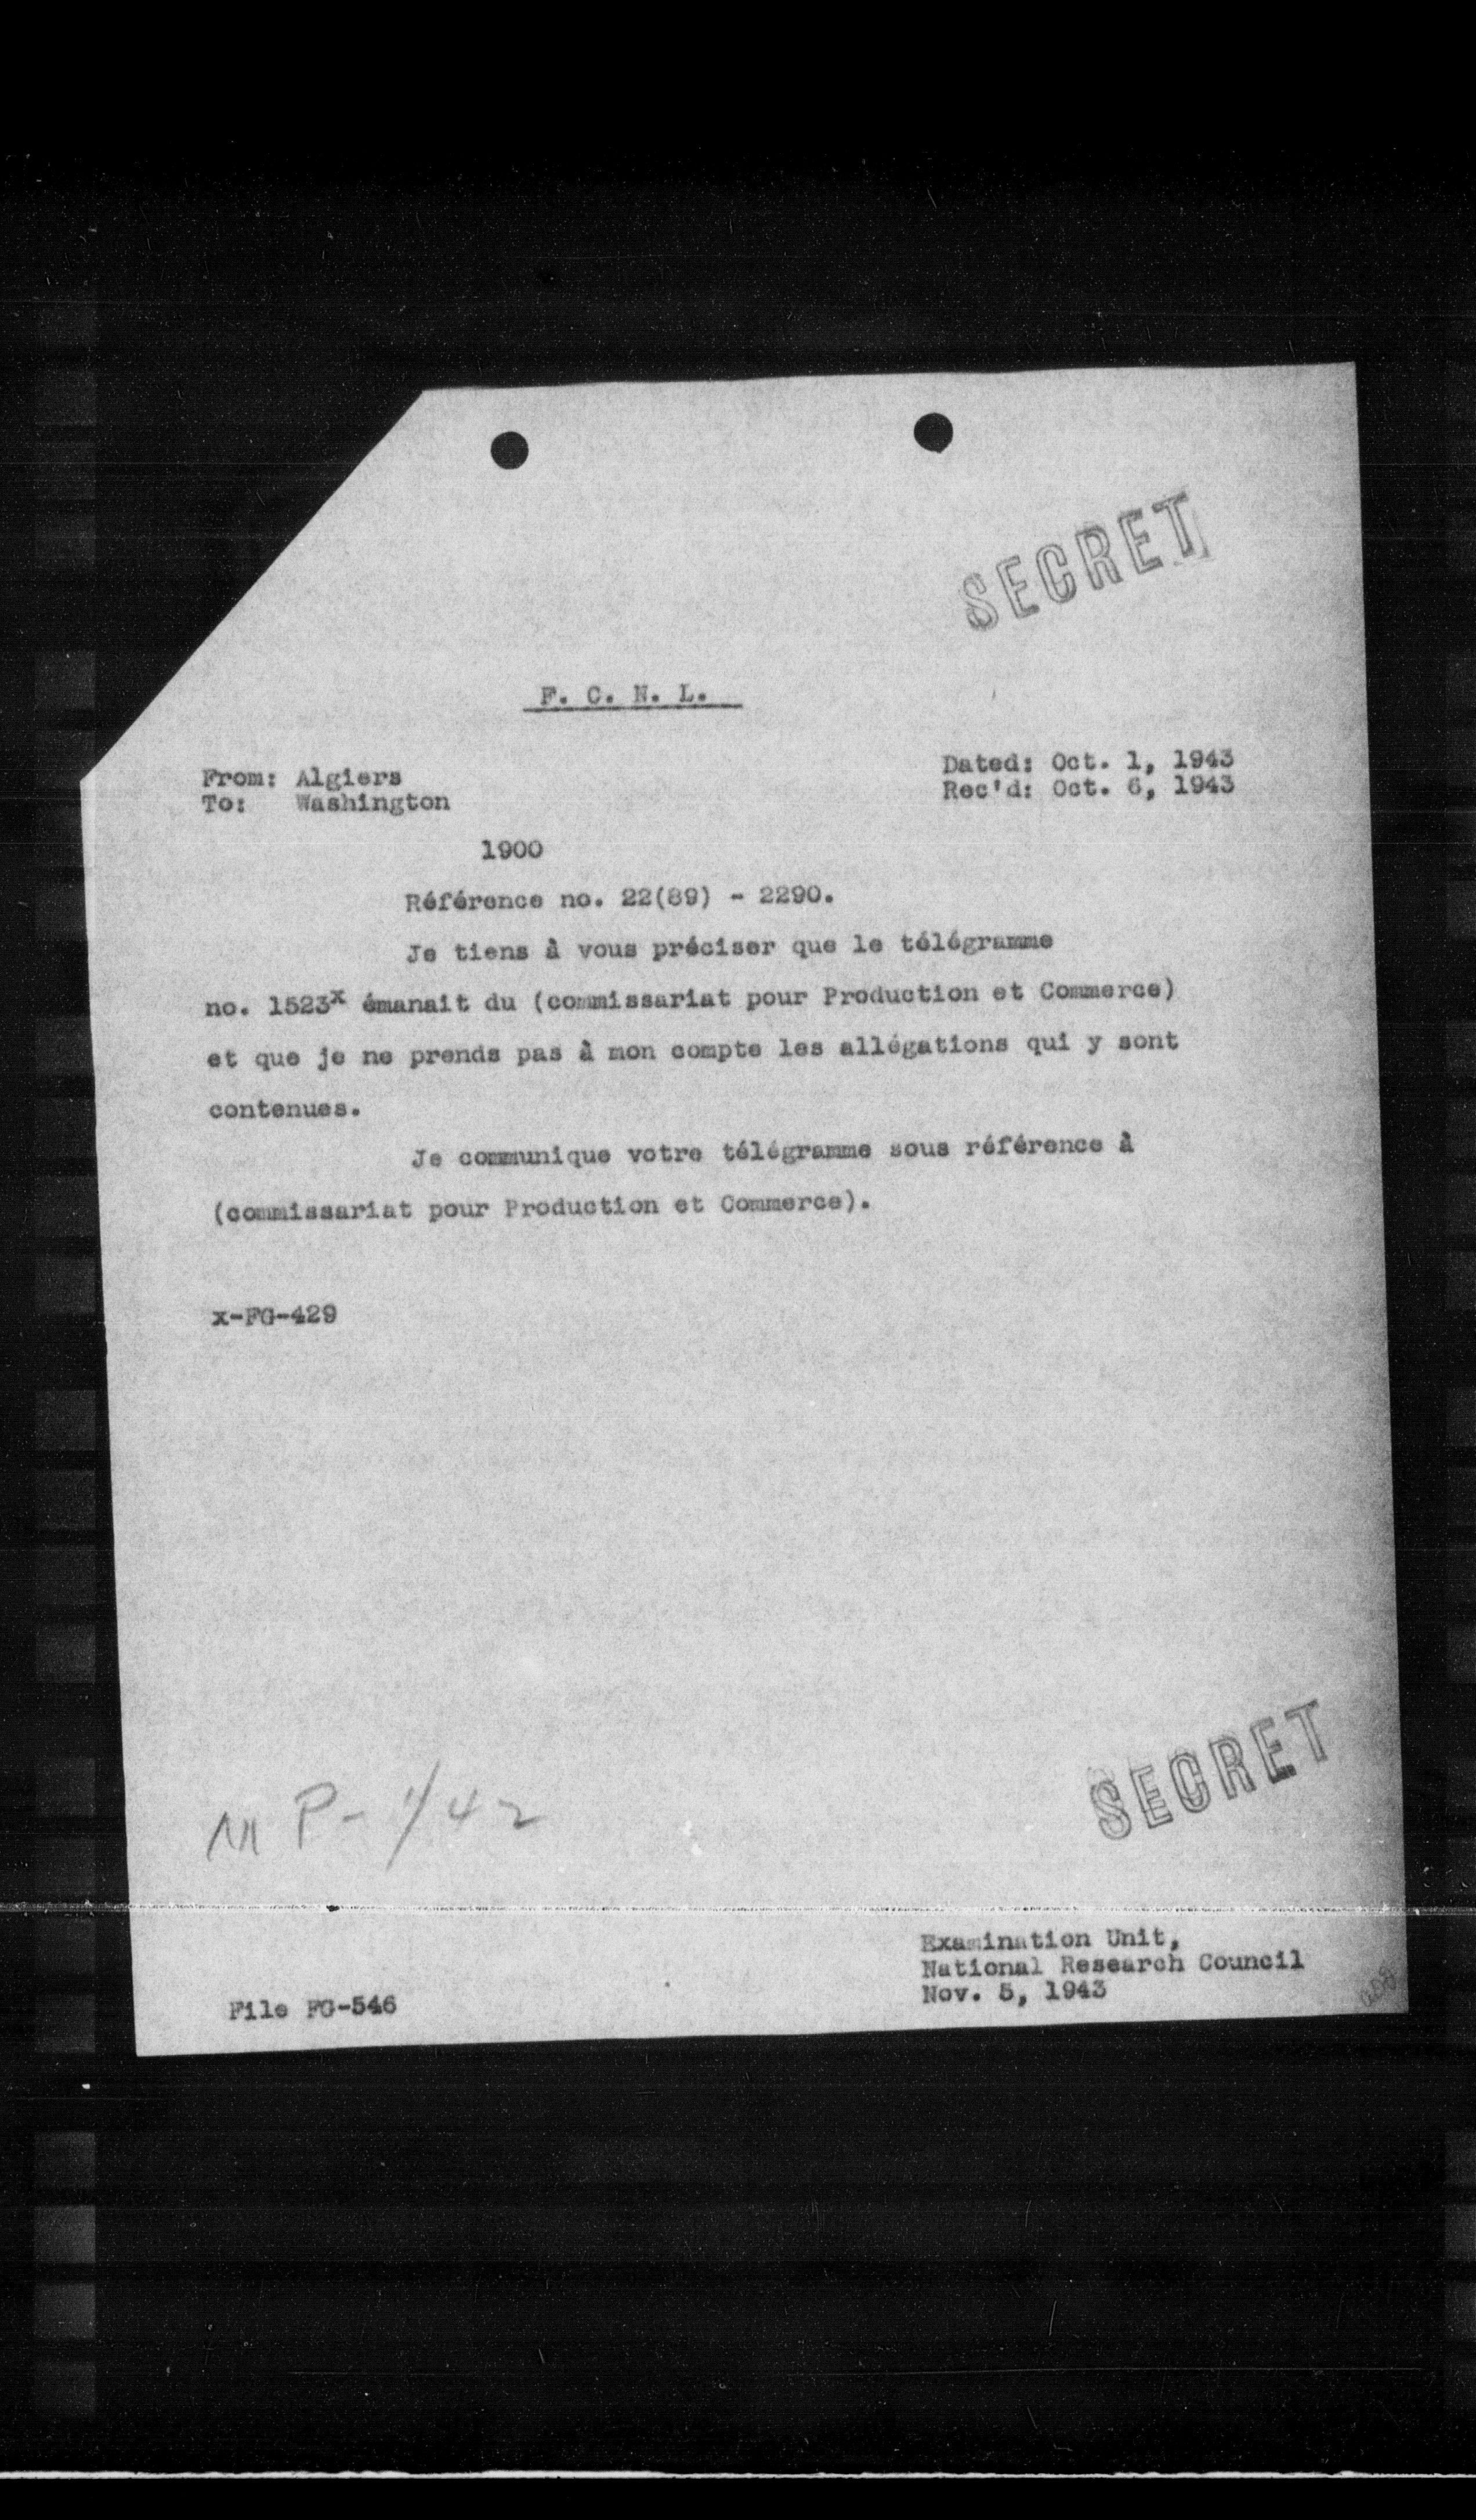 SECRET
F. C. N. L.
From: Algiers
To: Washington
Dated: Oct. 1, 1943
Rec'd: Oct. 6, 1943
1900
Référence no. 22(89) - 2290.
Je tiens à vous préciser que le télégramme
no. 1523x émanait du (commissariat pour Production et Commerce)
et que je ne prends pas à mon compte les allégations qui y sont
contenues.
Je communique votre télégramme sous référence à
(commissariat pour Production et Commerce).
x-FG-429
SECRET
File FG-546
Examination Unit,
National Research Council
Nov. 5, 1943